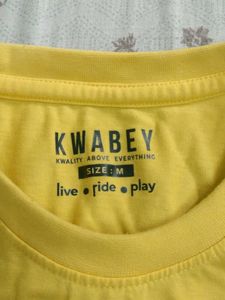 KWABEY
KWALITY ABOVE EVERYTHING
SIZE : M
live • ride • play